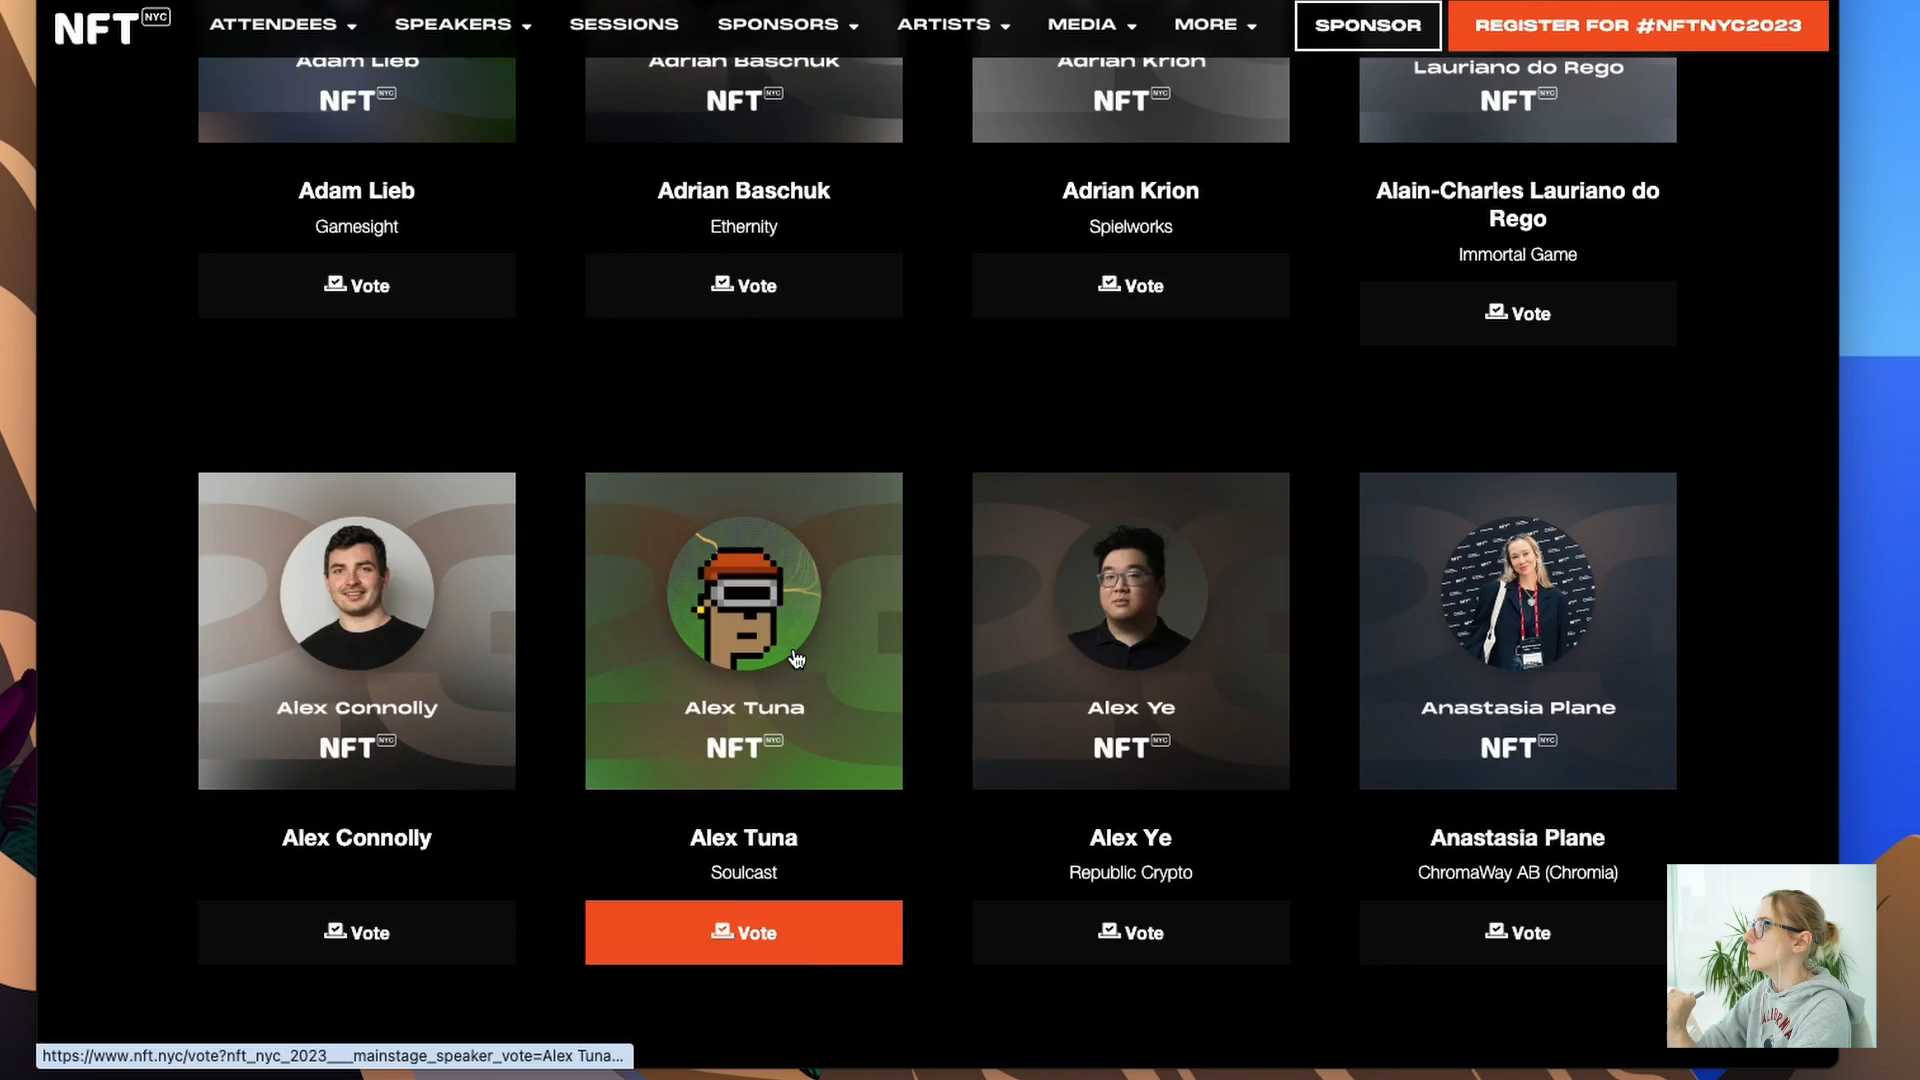 NFT NYC
ATTENDEES SPEAKERS SESSIONS SPONSORS ARTISTS MEDIA MORE SPONSOR REGISTER FOR #NFTNYC2023
Adam Lieb Adrian Baschuk Adrian Krion Lauriano do Rego
NFT NYC NFT NYC NFT NYC NFT NYC
Adam Lieb
Gamesight
Vote
Adrian Baschuk
Ethernity
Vote
Adrian Krion
Spielworks
Vote
Alain-Charles Lauriano do
Rego
Immortal Game
Vote
Alex Connolly
NFT NYC
Alex Connolly
Vote
Alex Tuna
NFT NYC
Alex Tuna
Soulcast
Vote
Alex Ye
NFT NYC
Alex Ye
Republic Crypto
Vote
Anastasia Plane
NFT NYC
Anastasia Plane
ChromaWay AB (Chromia)
Vote
https://www.nft.nyc/vote?nft_nyc_2023___mainstage_speaker_vote=Alex Tuna...